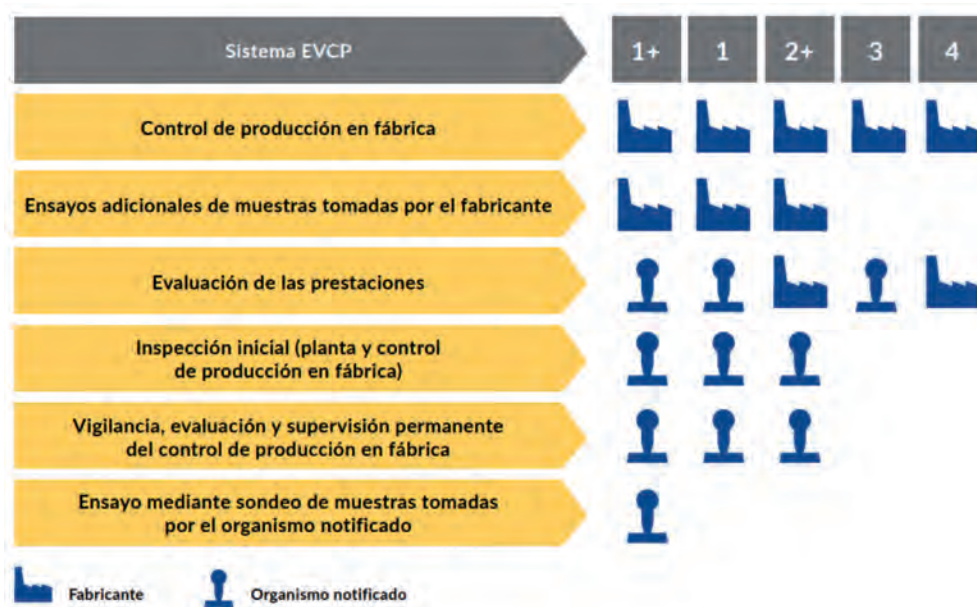 Sistema EVCP
1+ 1 2+ 3 4
Control de producción en fábrica
Ensayos adicionales de muestras tomadas por el fabricante
Evaluación de las prestaciones
Inspección inicial (planta y control
de producción en fábrica)
Vigilancia, evaluación y supervisión permanente
del control de producción en fábrica
Ensayo mediante sondeo de muestras tomadas
por el organismo notificado
Fabricante Organismo notificado